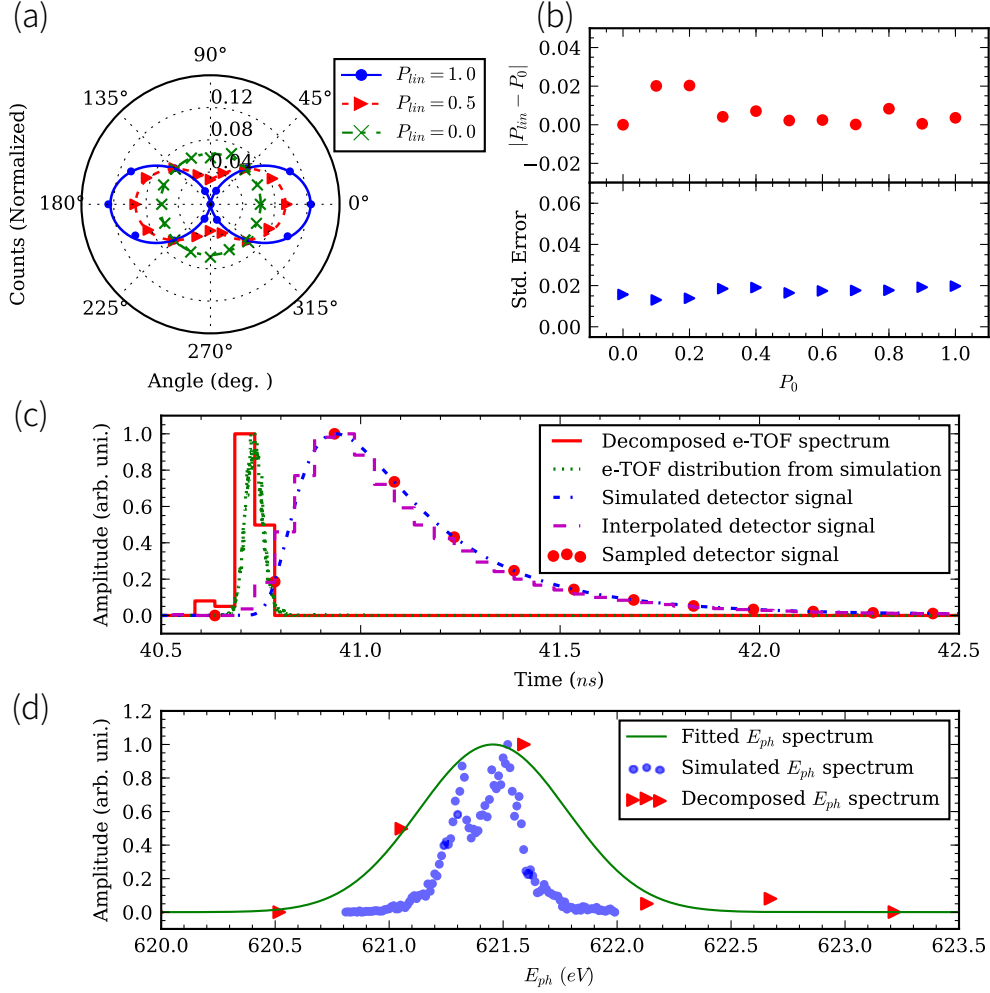 (a)
90°
135°
45°
0.12
0.08
0.04
180°
0°
225°
315°
270°
Counts (Normalized)
Angle (deg. )
P_lin = 1.0
P_lin = 0.5
P_lin = 0.0
(b)
|P_lin − P_0|
0.04
0.02
0.00
−0.02
Std. Error
0.06
0.04
0.02
0.00
0.0 0.2 0.4 0.6 0.8 1.0
P_0
(c)
Amplitude (arb. uni.)
1.0
0.8
0.6
0.4
0.2
0.0
Decomposed e-TOF spectrum
e-TOF distribution from simulation
Simulated detector signal
Interpolated detector signal
Sampled detector signal
40.5 41.0 41.5 42.0 42.5
Time (ns)
(d)
Amplitude (arb. uni.)
1.2
1.0
0.8
0.6
0.4
0.2
0.0
Fitted E_ph spectrum
Simulated E_ph spectrum
Decomposed E_ph spectrum
620.0 620.5 621.0 621.5 622.0 622.5 623.0 623.5
E_ph (eV)